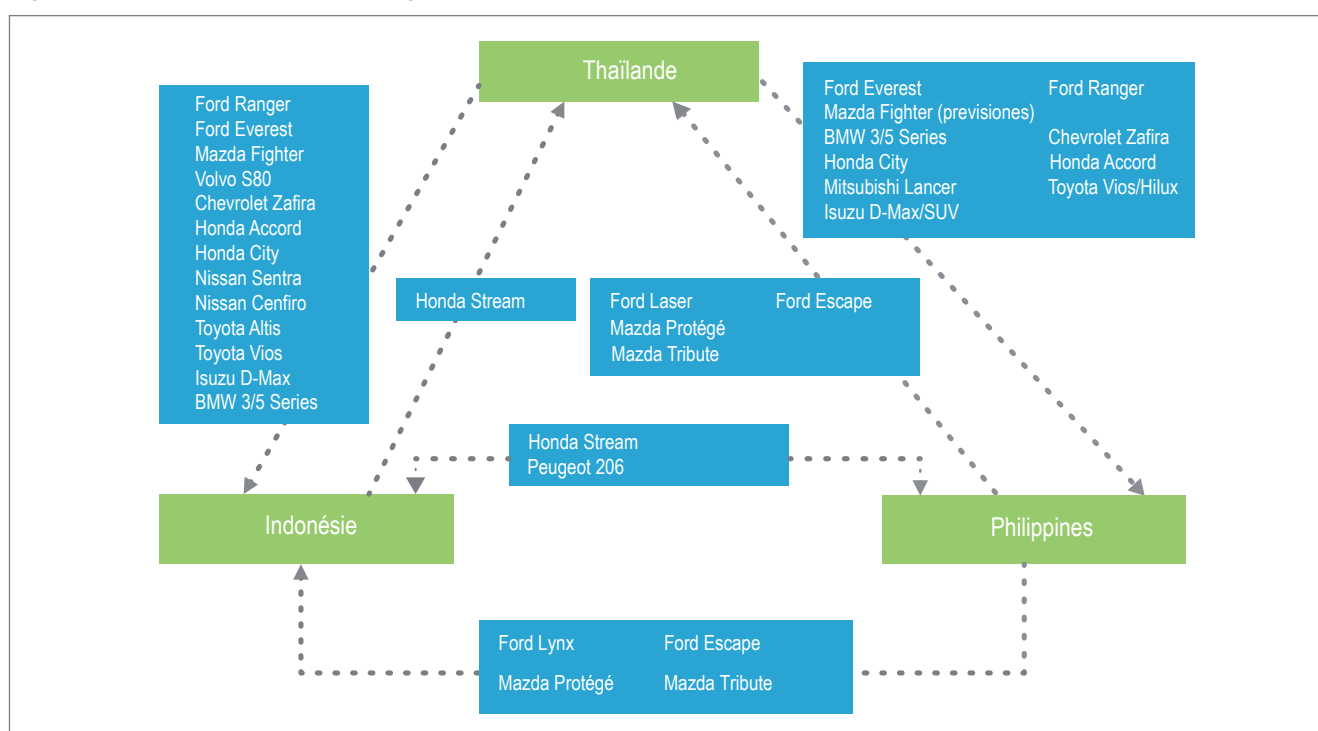 Thaïlande
Ford Ranger
Ford Everest
Mazda Fighter
Volvo S80
Chevrolet Zafira
Honda Accord
Honda City
Nissan Sentra
Nissan Cenfiro
Toyota Altis
Toyota Vios
Isuzu D-Max
BMW 3/5 Series
Ford Everest Ford Ranger
Mazda Fighter (previsiones)
BMW 3/5 Series Chevrolet Zafira
Honda City Honda Accord
Mitsubishi Lancer Toyota Vios/Hilux
Isuzu D-Max/SUV
Honda Stream
Ford Laser Ford Escape
Mazda Protégé
Mazda Tribute
Honda Stream
Peugeot 206
Indonésie
Philippines
Ford Lynx Ford Escape
Mazda Protégé Mazda Tribute